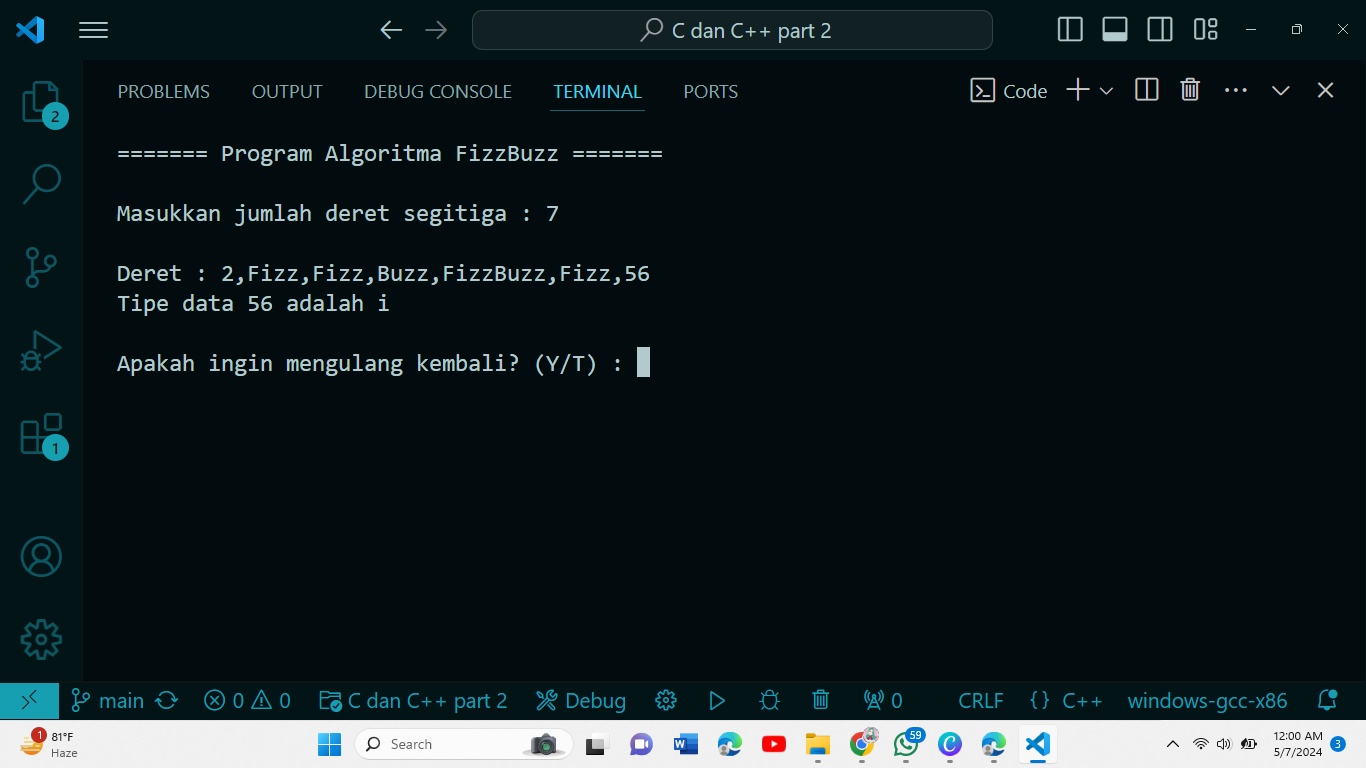 C dan C++ part 2
2
PROBLEMS OUTPUT DEBUG CONSOLE TERMINAL PORTS Code
======= Program Algoritma FizzBuzz =======
Masukkan jumlah deret segitiga : 7
Deret : 2,Fizz,Fizz,Buzz,FizzBuzz,Fizz,56
Tipe data 56 adalah i
Apakah ingin mengulang kembali? (Y/T) :
1
main 0 0 C dan C++ part 2 Debug 0 CRLF {} C++ windows-gcc-x86
1 81°F
Haze
Search
59
12:00 AM
5/7/2024
3